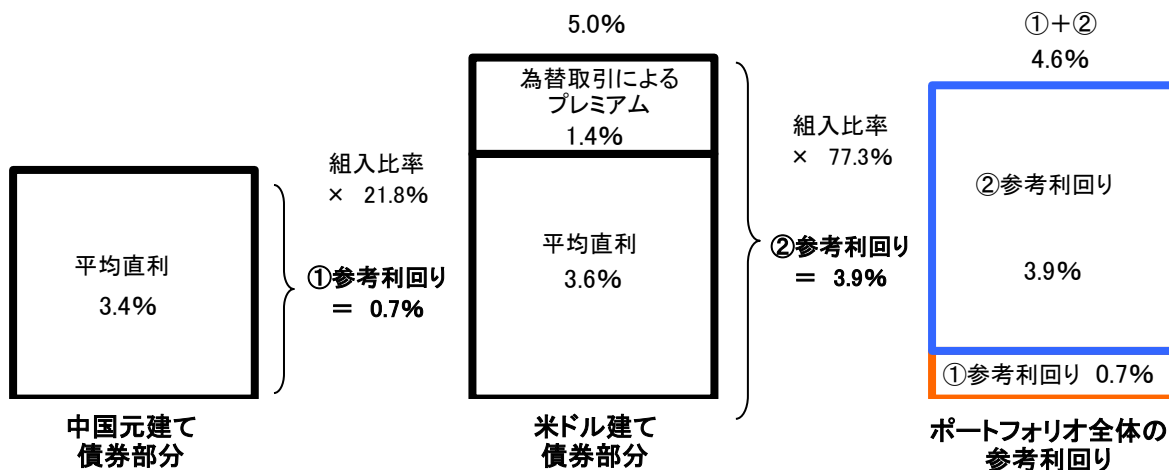 平均直利
3.4%
中国元建て
債券部分
組入比率
× 21.8%
①参考利回り
= 0.7%
5.0%
為替取引による
プレミアム
1.4%
平均直利
3.6%
米ドル建て
債券部分
組入比率
× 77.3%
②参考利回り
= 3.9%
①+②
4.6%
②参考利回り
3.9%
①参考利回り 0.7%
ポートフォリオ全体の
参考利回り